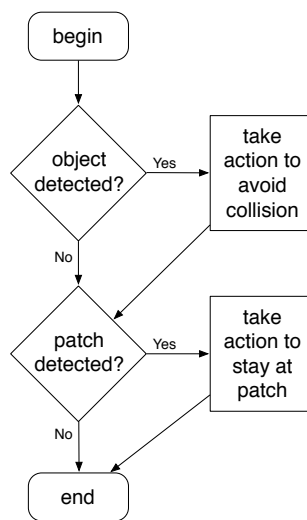 begin
object
detected?
Yes
take
action to
avoid
collision
No
patch
detected?
Yes
take
action to
stay at
patch
No
end